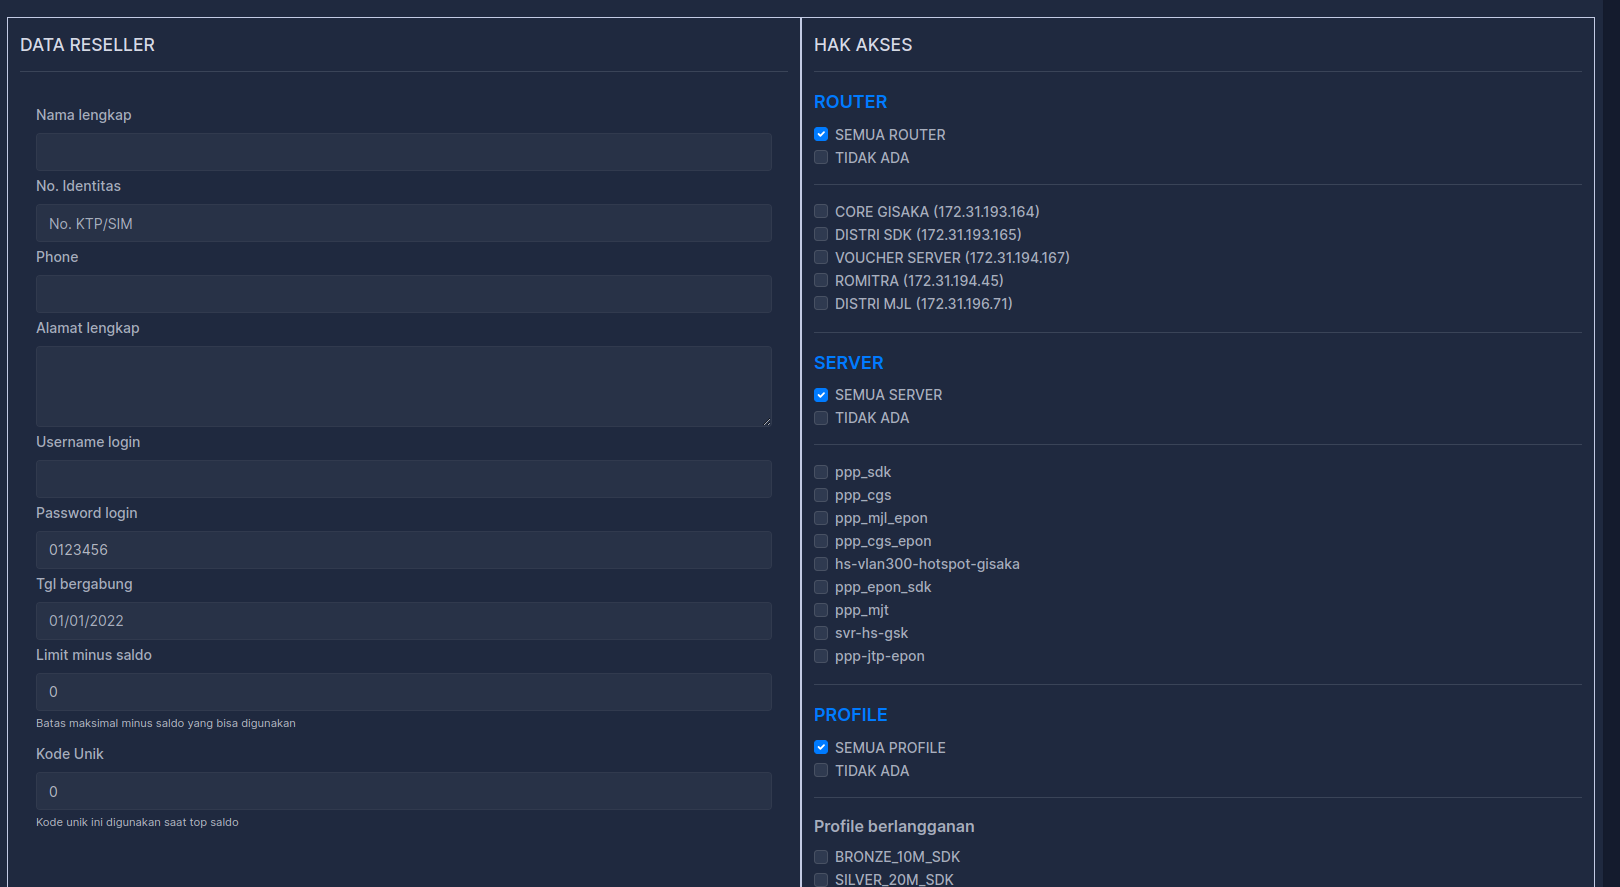 DATA RESELLER
Nama lengkap
No. Identitas
No. KTP/SIM
Phone
Alamat lengkap
Username login
Password login
0123456
Tgl bergabung
01/01/2022
Limit minus saldo
0
Batas maksimal minus saldo yang bisa digunakan
Kode Unik
0
Kode unik ini digunakan saat top saldo
HAK AKSES
ROUTER
SEMUA ROUTER
TIDAK ADA
CORE GISAKA (172.31.193.164)
DISTRI SDK (172.31.193.165)
VOUCHER SERVER (172.31.194.167)
ROMITRA (172.31.194.45)
DISTRI MJL (172.31.196.71)
SERVER
SEMUA SERVER
TIDAK ADA
ppp_sdk
ppp_cgs
ppp_mjl_epon
ppp_cgs_epon
hs-vlan300-hotspot-gisaka
ppp_epon_sdk
ppp_mjt
svr-hs-gsk
ppp-jtp-epon
PROFILE
SEMUA PROFILE
TIDAK ADA
Profile berlangganan
BRONZE_10M_SDK
SILVER_20M_SDK